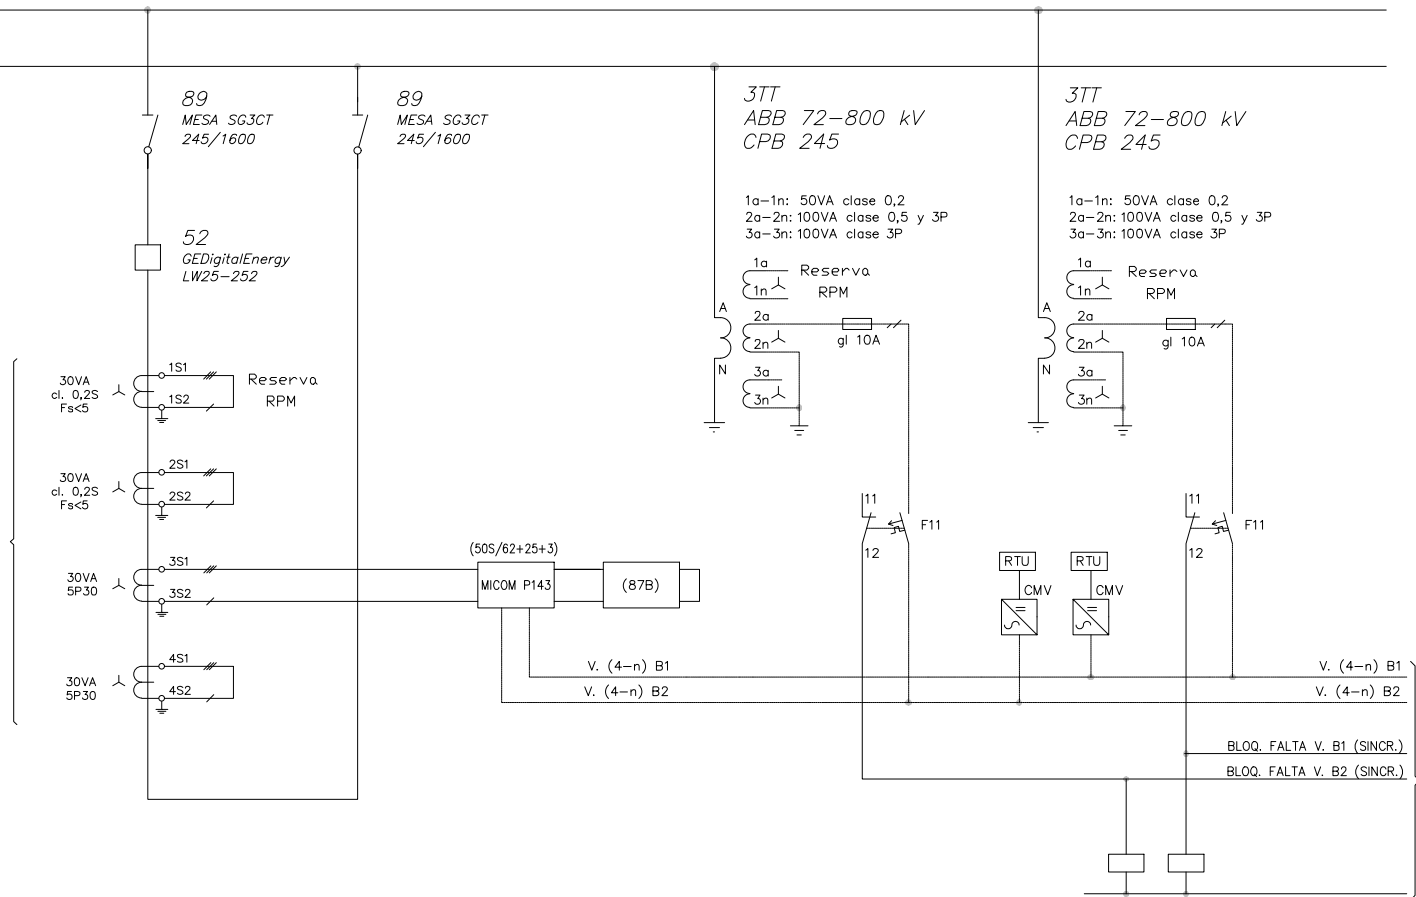 89
MESA SG3CT
245/1600
89
MESA SG3CT
245/1600
3TT
ABB 72-800 kV
CPB 245
3TT
ABB 72-800 kV
CPB 245
52
GEDigitalEnergy
LW25-252
1a-1n: 50VA clase 0,2
2a-2n: 100VA clase 0,5 y 3P
3a-3n: 100VA clase 3P
1a-1n: 50VA clase 0,2
2a-2n: 100VA clase 0,5 y 3P
3a-3n: 100VA clase 3P
1a
1n
Reserva
RPM
A
N
2a
2n
gl 10A
3a
3n
1a
1n
Reserva
RPM
A
N
2a
2n
gl 10A
3a
3n
30VA
cl. 0,2S
Fs<5
1S1
1S2
Reserva
RPM
30VA
cl. 0,2S
Fs<5
2S1
2S2
30VA
5P30
3S1
3S2
(50S/62+25+3)
MICOM P143
(87B)
30VA
5P30
4S1
4S2
11
12
F11
11
12
F11
RTU
CMV
RTU
CMV
V. (4-n) B1
V. (4-n) B2
V. (4-n) B1
V. (4-n) B2
BLOQ. FALTA V. B1 (SINCR.)
BLOQ. FALTA V. B2 (SINCR.)